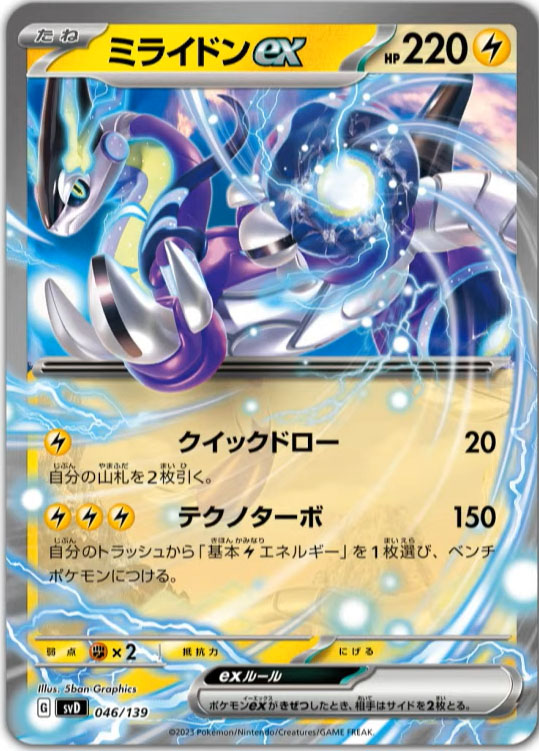 たね ミライドンex HP 220
クイックドロー 20
自分の山札を2枚引く。
テクノターボ 150
自分のトラッシュから「基本エネルギー」を1枚選び、ベンチ
ポケモンにつける。
弱点 ×2 抵抗力 にげる
exルール
ポケモンexがきぜつしたとき、相手はサイドを2枚とる。
Illus. 5ban Graphics
G svD 046/139
©2023 Pokémon/Nintendo/Creatures/GAME FREAK.